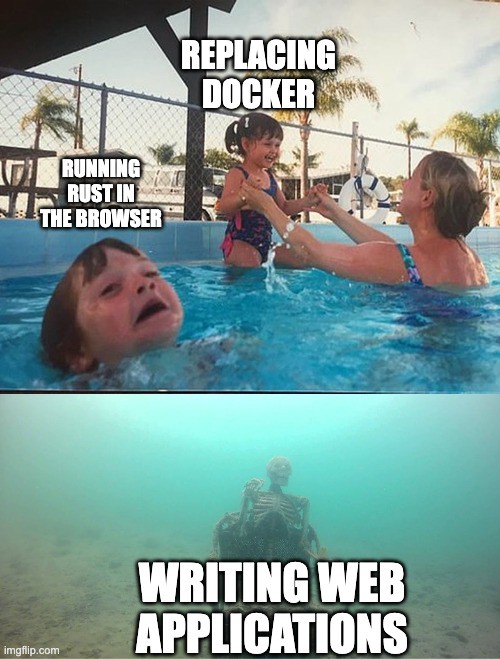 REPLACING
DOCKER
RUNNING
RUST IN
THE BROWSER
WRITING WEB
APPLICATIONS
imgflip.com